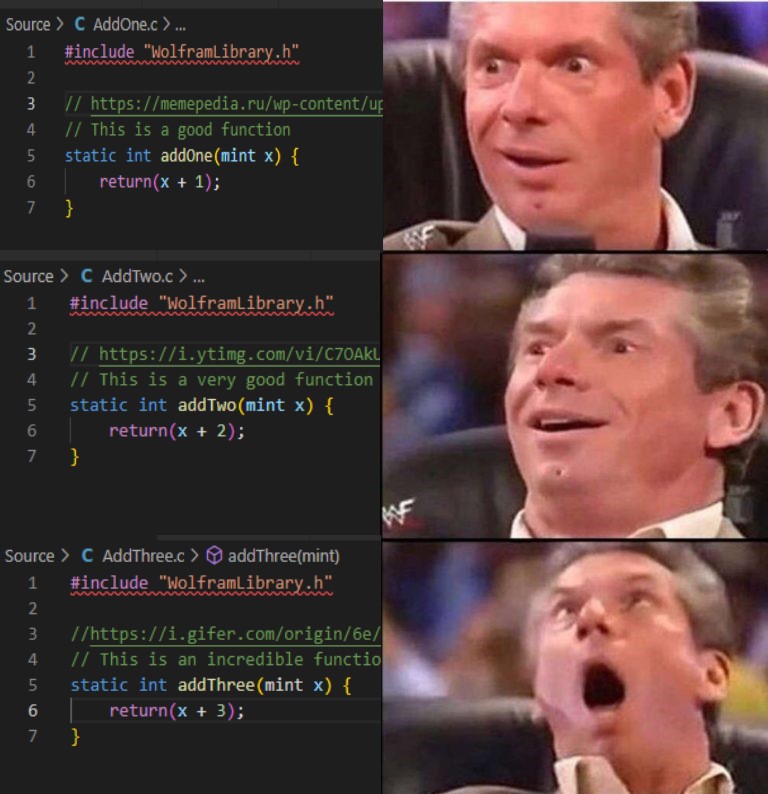 Source > C AddOne.c > ...
1 #include "WolframLibrary.h"
2
3 // https://memepedia.ru/wp-content/up
4 // This is a good function
5 static int addOne(mint x) {
6 return(x + 1);
7 }
Source > C AddTwo.c > ...
1 #include "WolframLibrary.h"
2
3 // https://i.ytimg.com/vi/C7OAkU
4 // This is a very good function
5 static int addTwo(mint x) {
6 return(x + 2);
7 }
Source > C AddThree.c > addThree(mint)
1 #include "WolframLibrary.h"
2
3 //https://i.gifer.com/origin/6e/
4 // This is an incredible functio
5 static int addThree(mint x) {
6 return(x + 3);
7 }